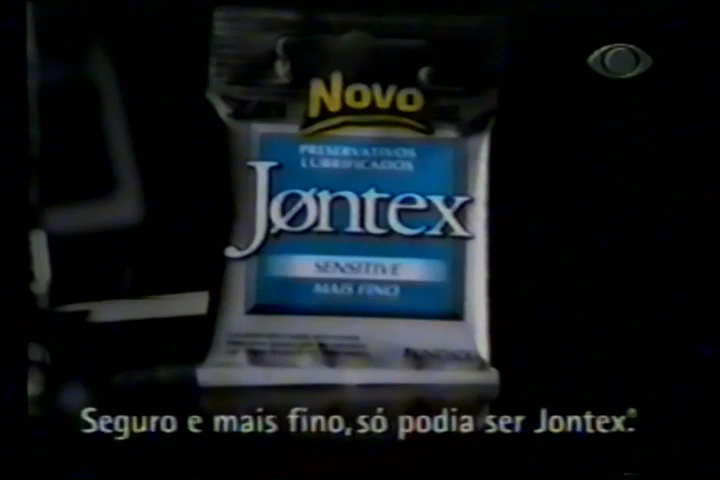 Novo
PRESERVATIVOS
LUBRIFICADOS
Jøntex
SENSITIVE
MAIS FINO
Seguro e mais fino, só podia ser Jontex®.